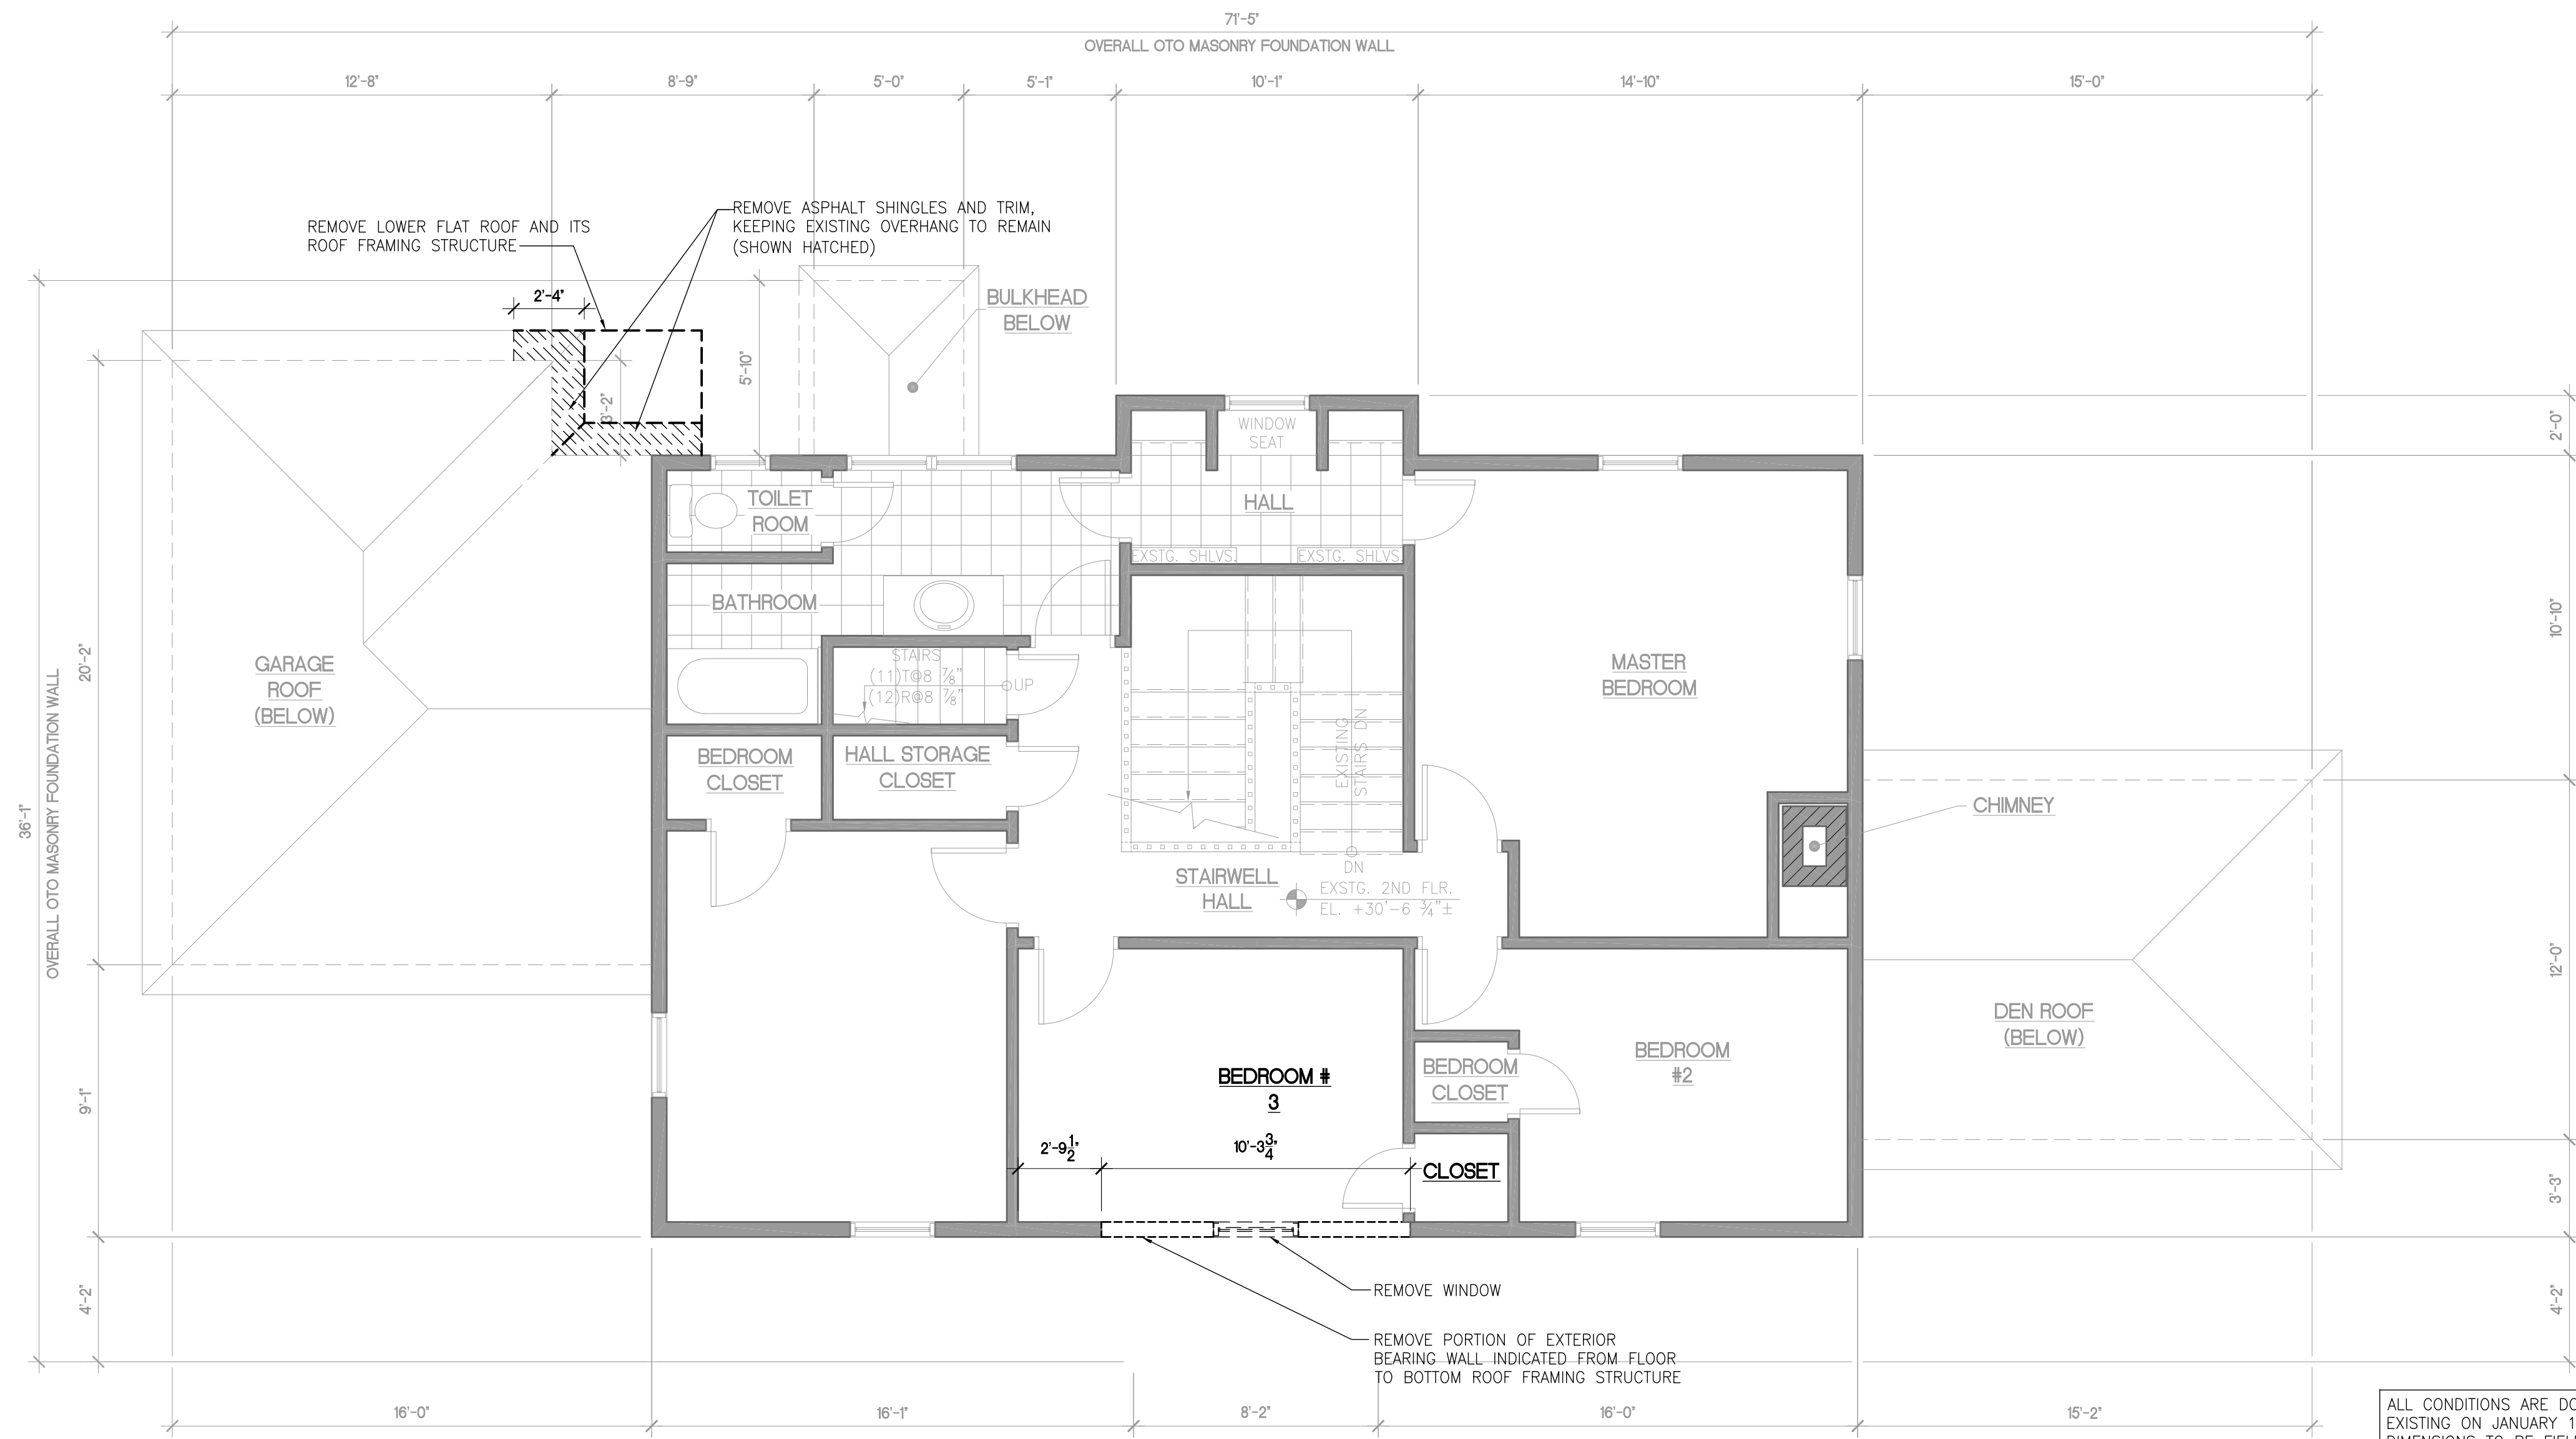 71'-5"
OVERALL OTO MASONRY FOUNDATION WALL
12'-8"
8'-9"
5'-0"
5'-1"
10'-1"
14'-10"
15'-0"
REMOVE LOWER FLAT ROOF AND ITS
ROOF FRAMING STRUCTURE
REMOVE ASPHALT SHINGLES AND TRIM,
KEEPING EXISTING OVERHANG TO REMAIN
(SHOWN HATCHED)
2'-4"
BULKHEAD
BELOW
5'-10"
3'-2"
2'-0"
WINDOW
SEAT
TOILET
ROOM
HALL
EXSTG. SHLVS.
EXSTG. SHLVS.
BATHROOM
10'-10"
GARAGE
ROOF
(BELOW)
20'-2"
36'-1"
OVERALL OTO MASONRY FOUNDATION WALL
STAIRS
(11)T@8 ⅞"
(12)R@8 ⅞"
UP
MASTER
BEDROOM
EXISTING
STAIRS DN
BEDROOM
CLOSET
HALL STORAGE
CLOSET
CHIMNEY
DN
STAIRWELL
HALL
EXSTG. 2ND FLR.
EL. +30'-6 ¾"±
12'-0"
DEN ROOF
(BELOW)
BEDROOM
#2
BEDROOM
CLOSET
BEDROOM #
3
9'-1"
2'-9 1/2"
10'-3 3/4"
CLOSET
3'-3"
4'-2"
REMOVE WINDOW
4'-2"
REMOVE PORTION OF EXTERIOR
BEARING WALL INDICATED FROM FLOOR
TO BOTTOM ROOF FRAMING STRUCTURE
16'-0"
16'-1"
8'-2"
16'-0"
15'-2"
ALL CONDITIONS ARE
EXISTING ON JANUARY 1
DIMENSIONS TO BE